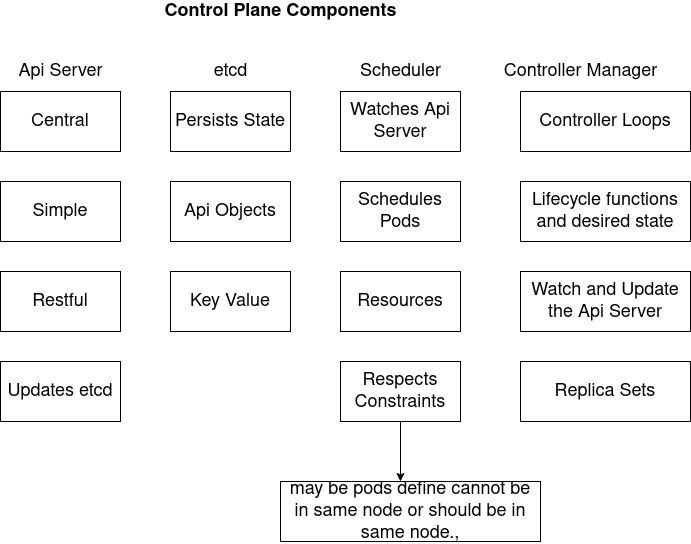 Control Plane Components
Api Server
etcd
Scheduler
Controller Manager
Central
Persists State
Watches Api
Server
Controller Loops
Simple
Api Objects
Schedules
Pods
Lifecycle functions
and desired state
Restful
Key Value
Resources
Watch and Update
the Api Server
Updates etcd
Respects
Constraints
Replica Sets
may be pods define cannot be
in same node or should be in
same node.,